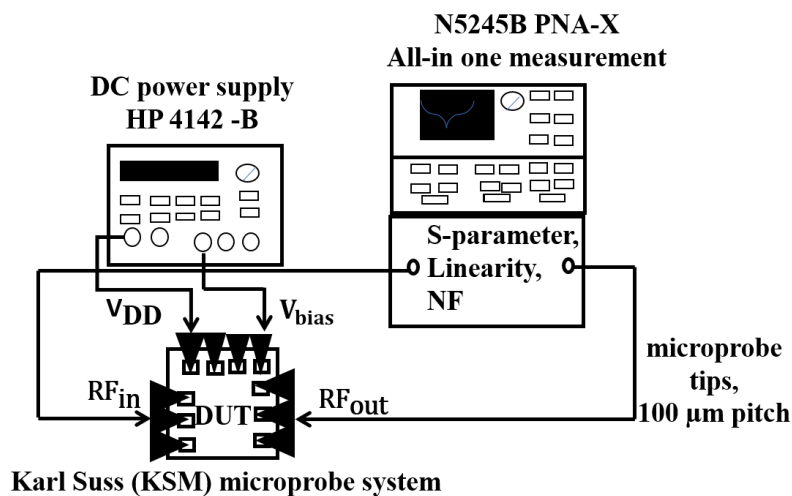 N5245B PNA-X
All-in one measurement
DC power supply
HP 4142 -B
S-parameter,
Linearity,
NF
VDD
Vbias
microprobe
tips,
100 μm pitch
RFin
DUT
RFout
Karl Suss (KSM) microprobe system